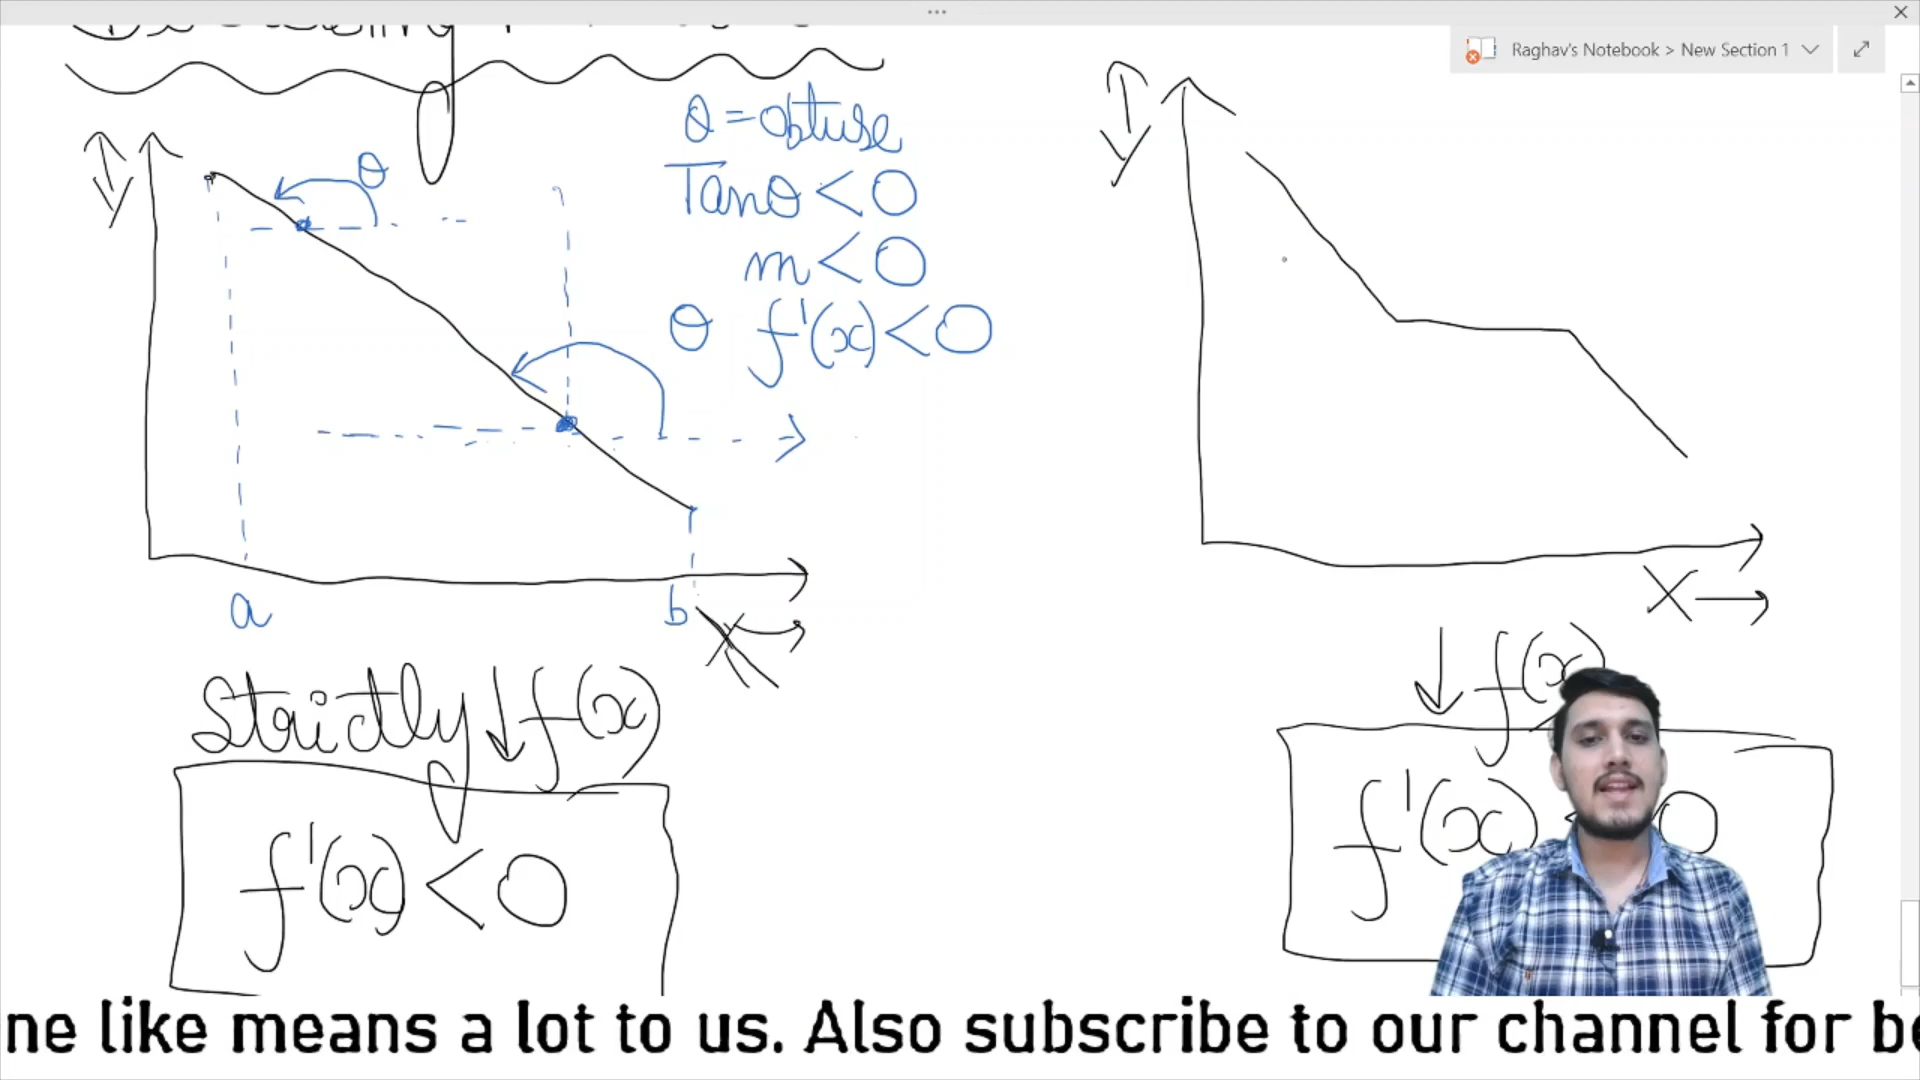 Raghav's Notebook > New Section 1
θ = obtuse
Tanθ < 0
m < 0
θ f'(x) < 0
y
θ
a
b
X
Strictly ↓ f(x)
f'(x) < 0
y
X →
↓ f(x)
f'(x) 0
ne like means a lot to us. Also subscribe to our channel for be